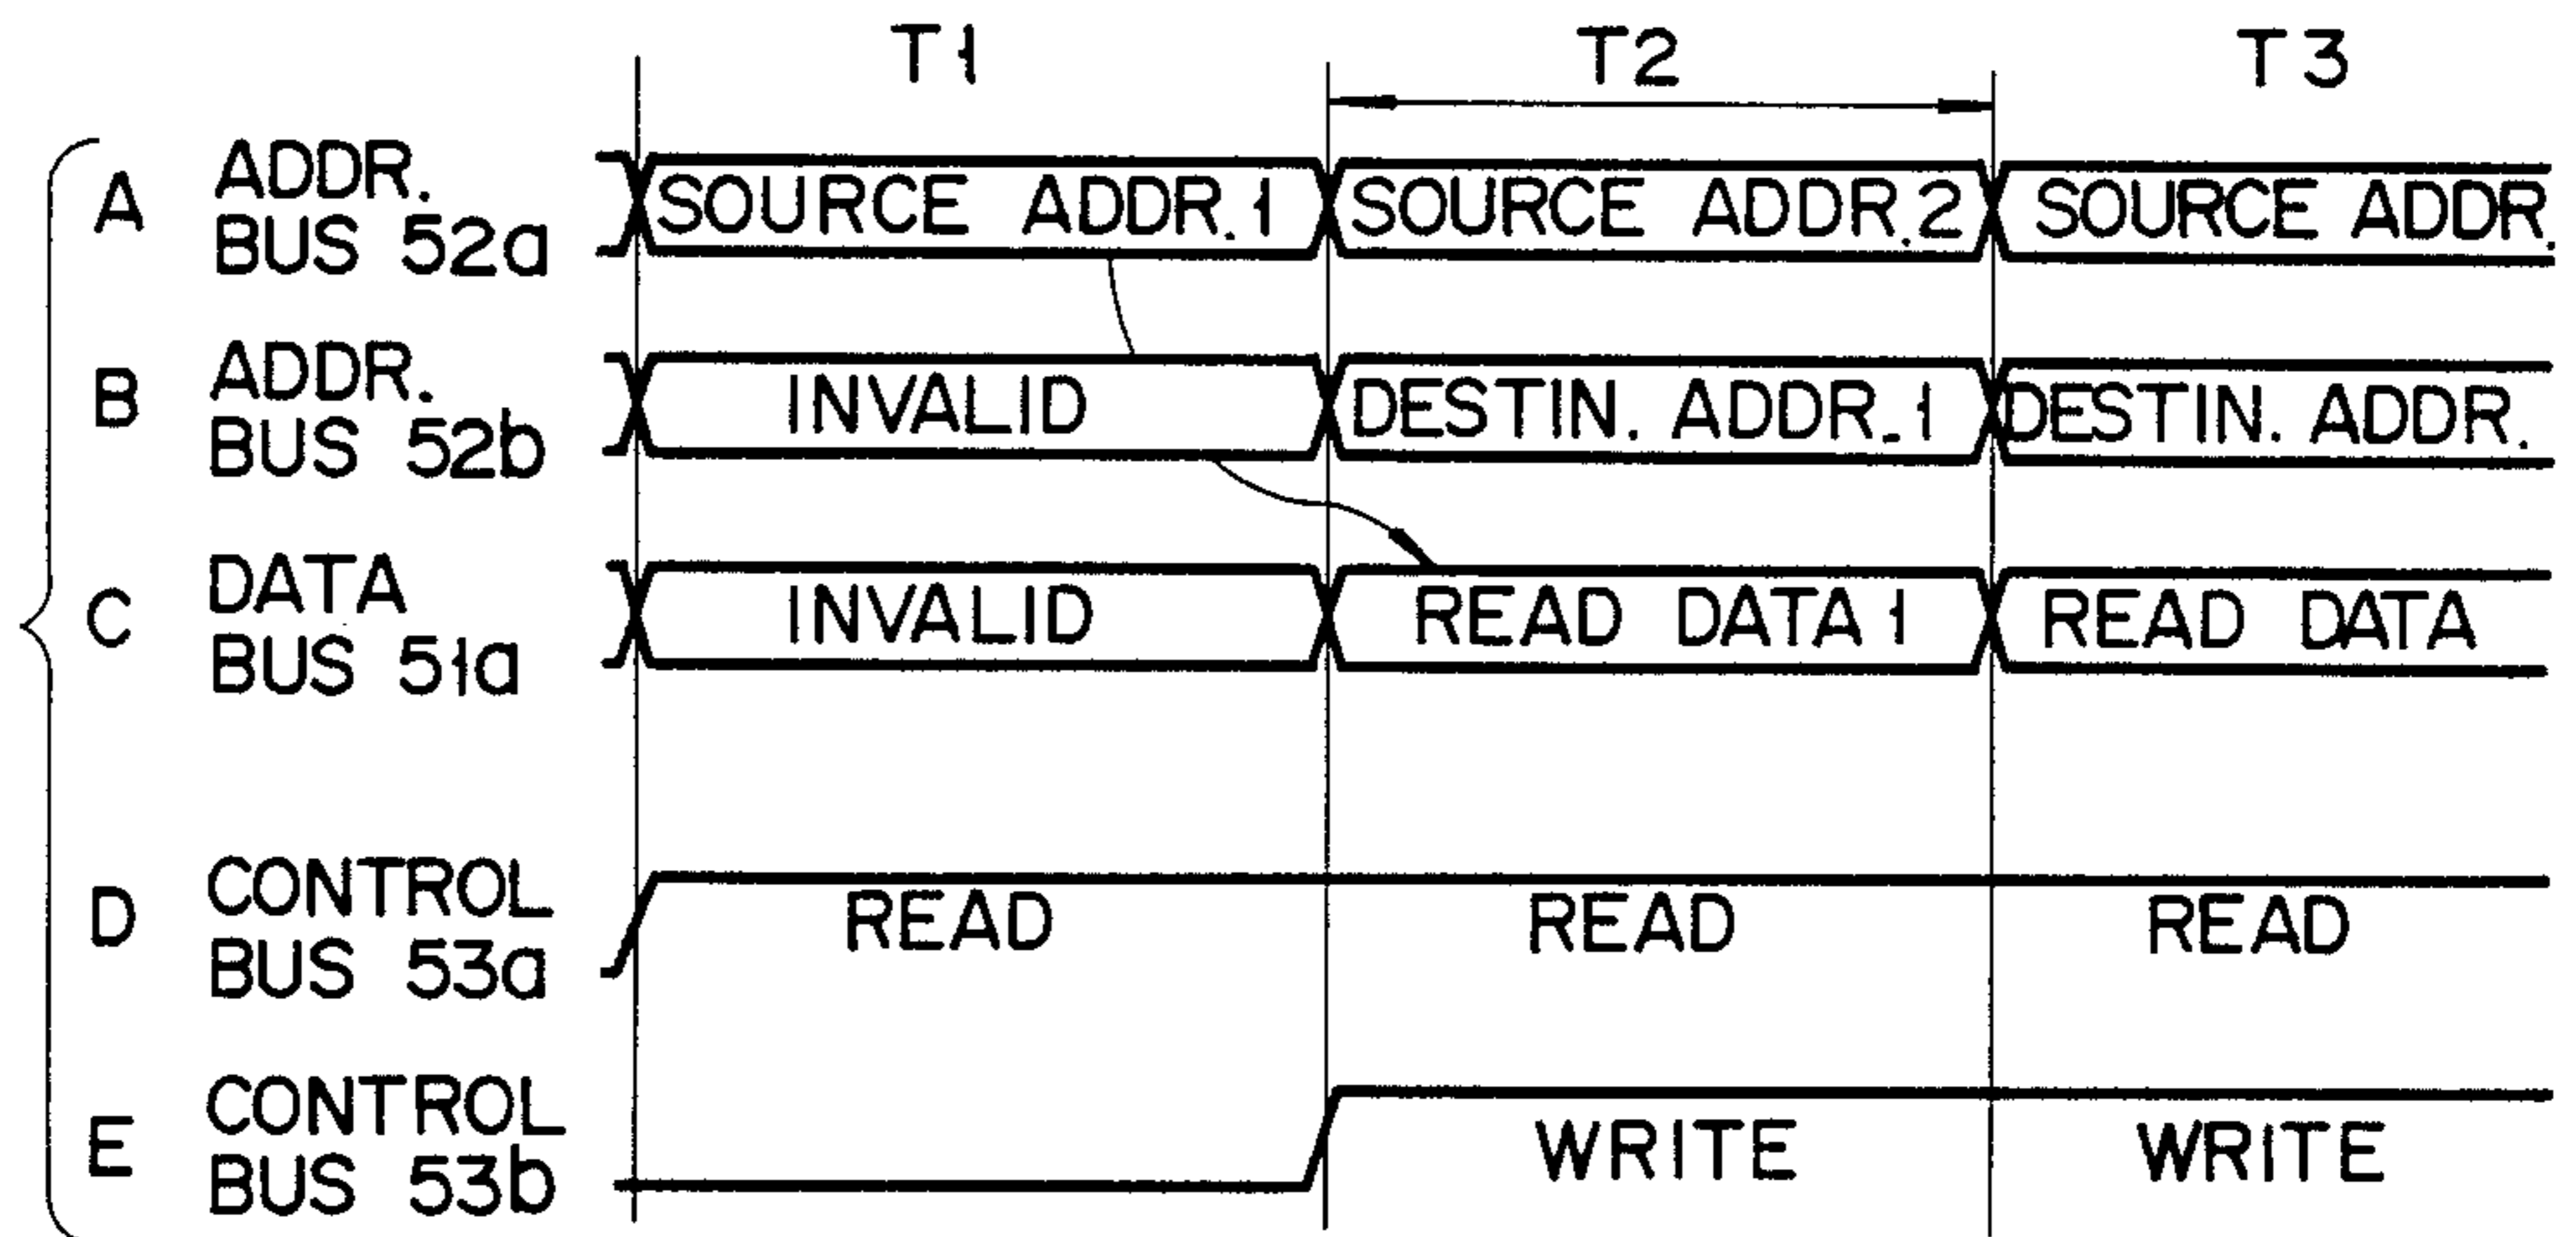 T1 T2 T3
A ADDR. BUS 52a SOURCE ADDR.1 SOURCE ADDR.2 SOURCE ADDR.
B ADDR. BUS 52b INVALID DESTIN. ADDR.1 DESTIN. ADDR.
C DATA BUS 51a INVALID READ DATA 1 READ DATA
D CONTROL BUS 53a READ READ READ
E CONTROL BUS 53b WRITE WRITE